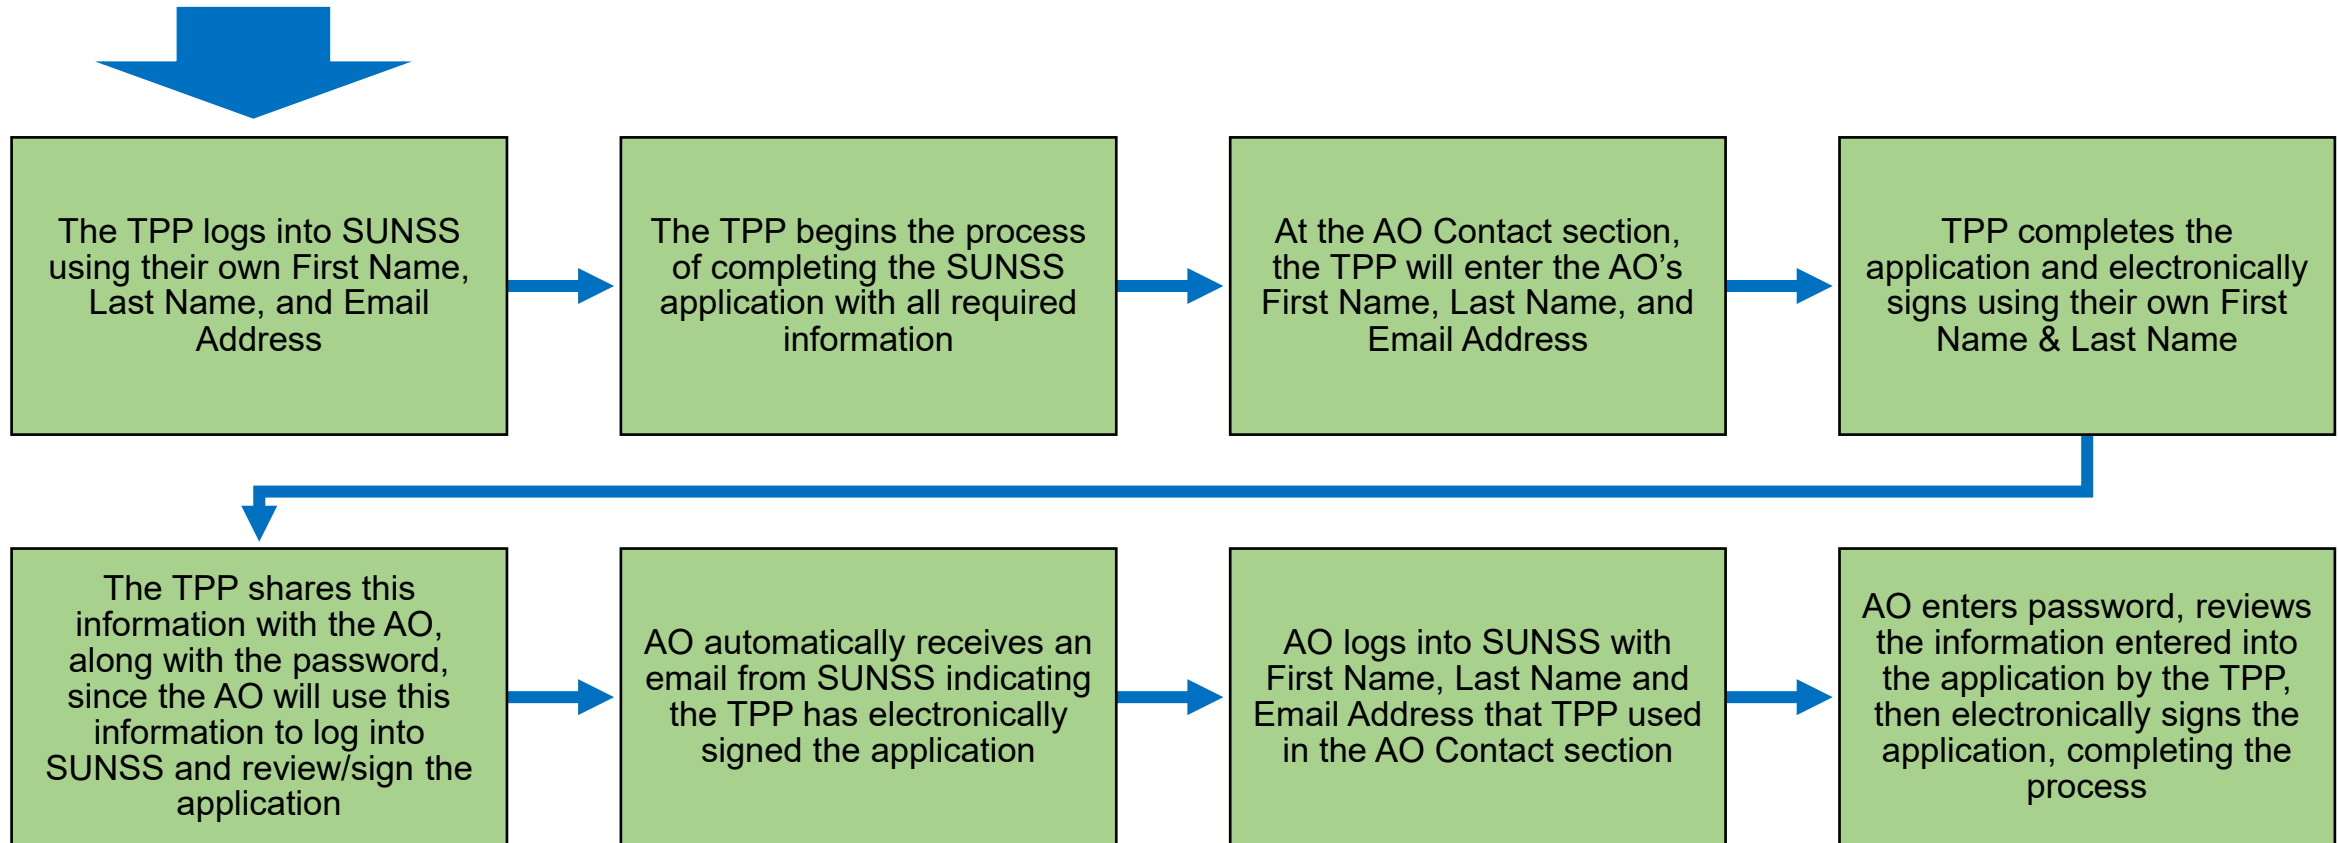 The TPP logs into SUNSS
using their own First Name,
Last Name, and Email
Address
The TPP begins the process
of completing the SUNSS
application with all required
information
At the AO Contact section,
the TPP will enter the AO’s
First Name, Last Name, and
Email Address
TPP completes the
application and electronically
signs using their own First
Name & Last Name
The TPP shares this
information with the AO,
along with the password,
since the AO will use this
information to log into
SUNSS and review/sign the
application
AO automatically receives an
email from SUNSS indicating
the TPP has electronically
signed the application
AO logs into SUNSS with
First Name, Last Name and
Email Address that TPP used
in the AO Contact section
AO enters password, reviews
the information entered into
the application by the TPP,
then electronically signs the
application, completing the
process